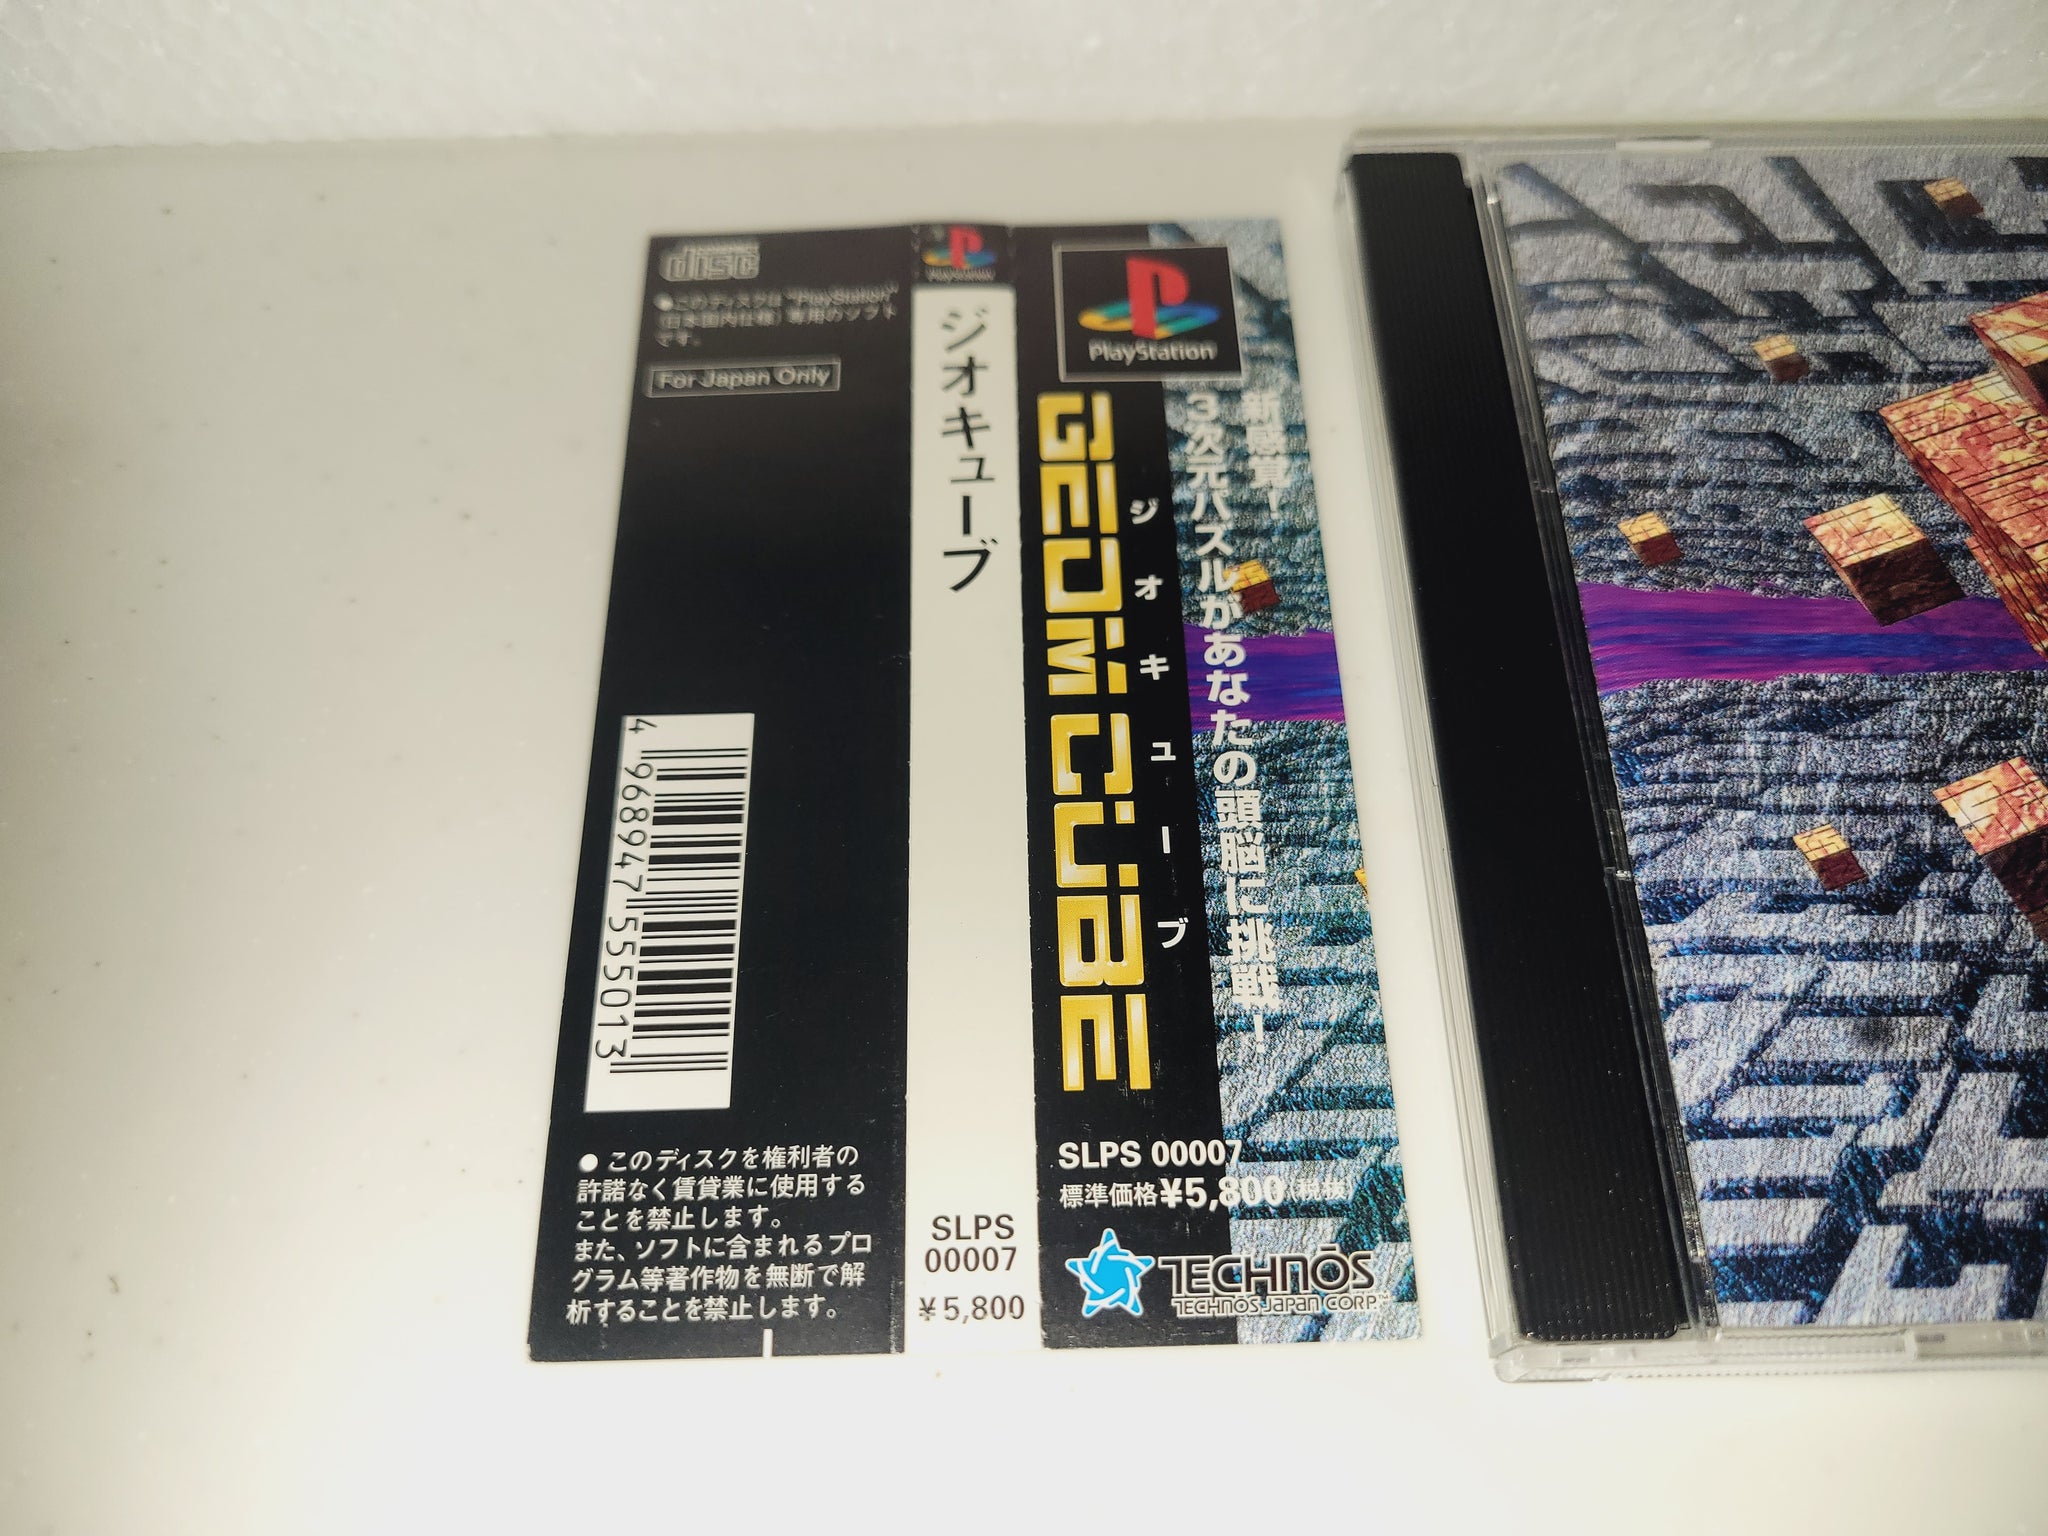 disc
●このディスクは"PlayStation"
(日本国内仕様)専用のソフト
です。
For Japan Only
4 968947 555013
● このディスクを権利者の
許諾なく賃貸業に使用する
ことを禁止します。
また、ソフトに含まれるプロ
グラム等著作物を無断で解
析することを禁止します。
PlayStation
ジオキューブ
SLPS
00007
¥5,800
PlayStation
新感覚!
3次元パズルがあなたの頭脳に挑戦!
ジオキューブ
GEOM CUBE
SLPS 00007
標準価格¥5,800(税抜)
TECHNŌS
TECHNŌS JAPAN CORP.™